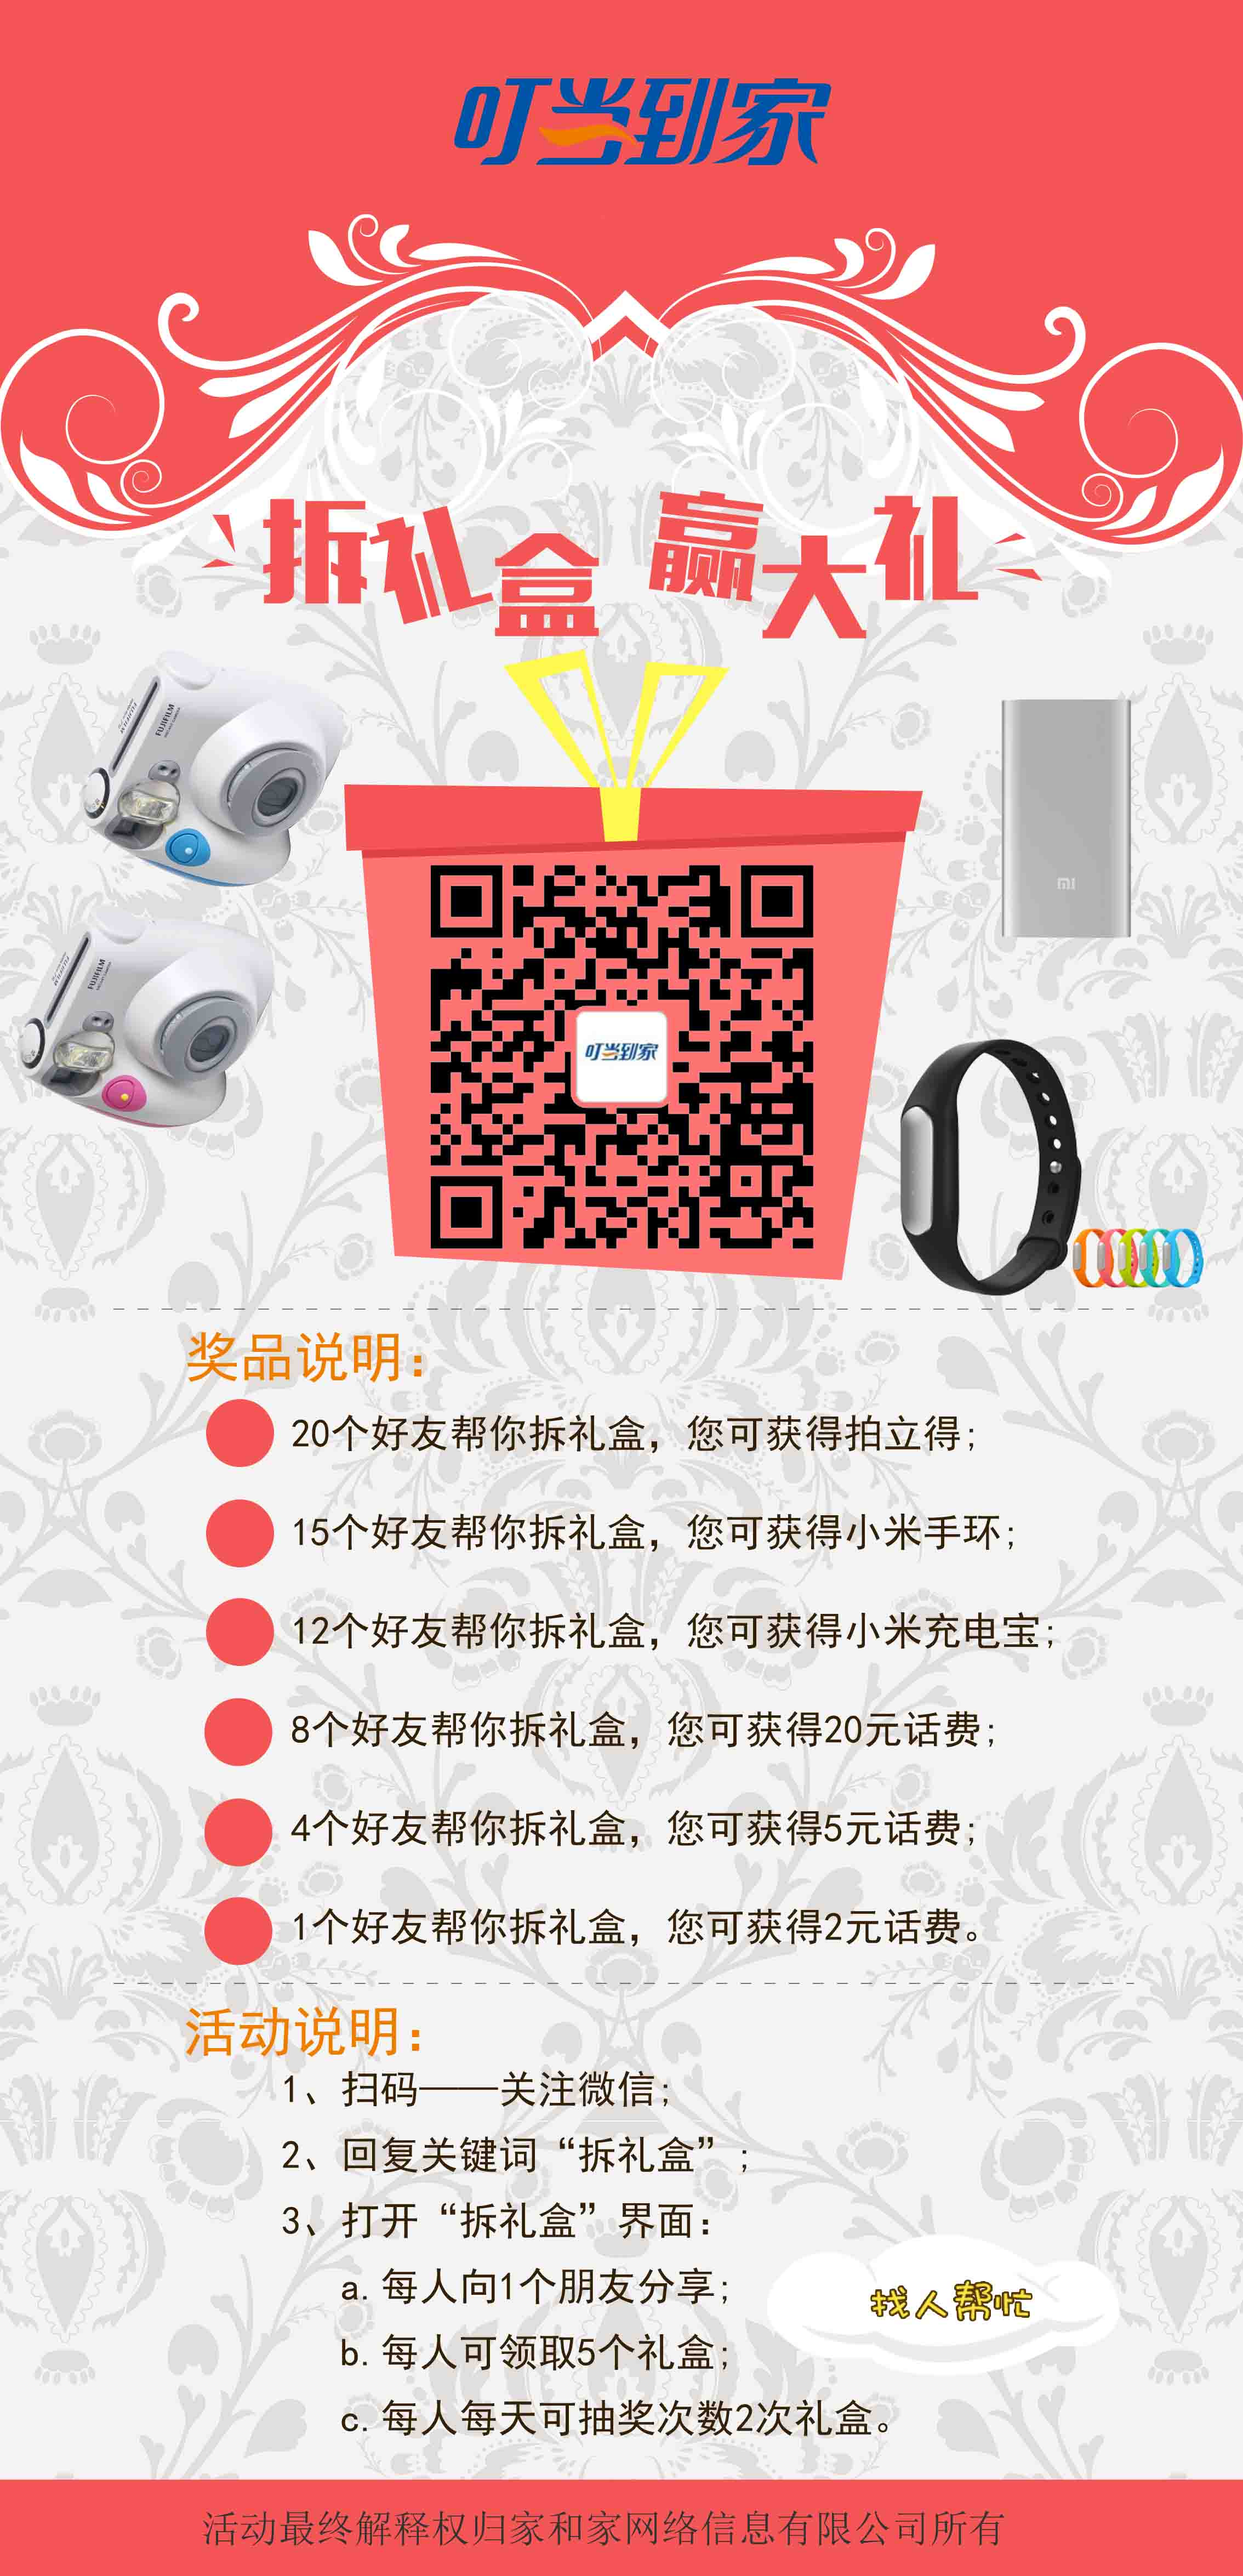 叮当到家
拆礼盒 赢大礼
FUJIFILM
FUJIFILM
mi
叮当到家
奖品说明：
20个好友帮你拆礼盒，您可获得拍立得；
15个好友帮你拆礼盒，您可获得小米手环；
12个好友帮你拆礼盒，您可获得小米充电宝；
8个好友帮你拆礼盒，您可获得20元话费；
4个好友帮你拆礼盒，您可获得5元话费；
1个好友帮你拆礼盒，您可获得2元话费。
活动说明：
1、扫码——关注微信；
2、回复关键词“拆礼盒”；
3、打开“拆礼盒”界面：
a.每人向1个朋友分享；
b.每人可领取5个礼盒；
找人帮忙
c.每人每天可抽奖次数2次礼盒。
活动最终解释权归家和家网络信息有限公司所有